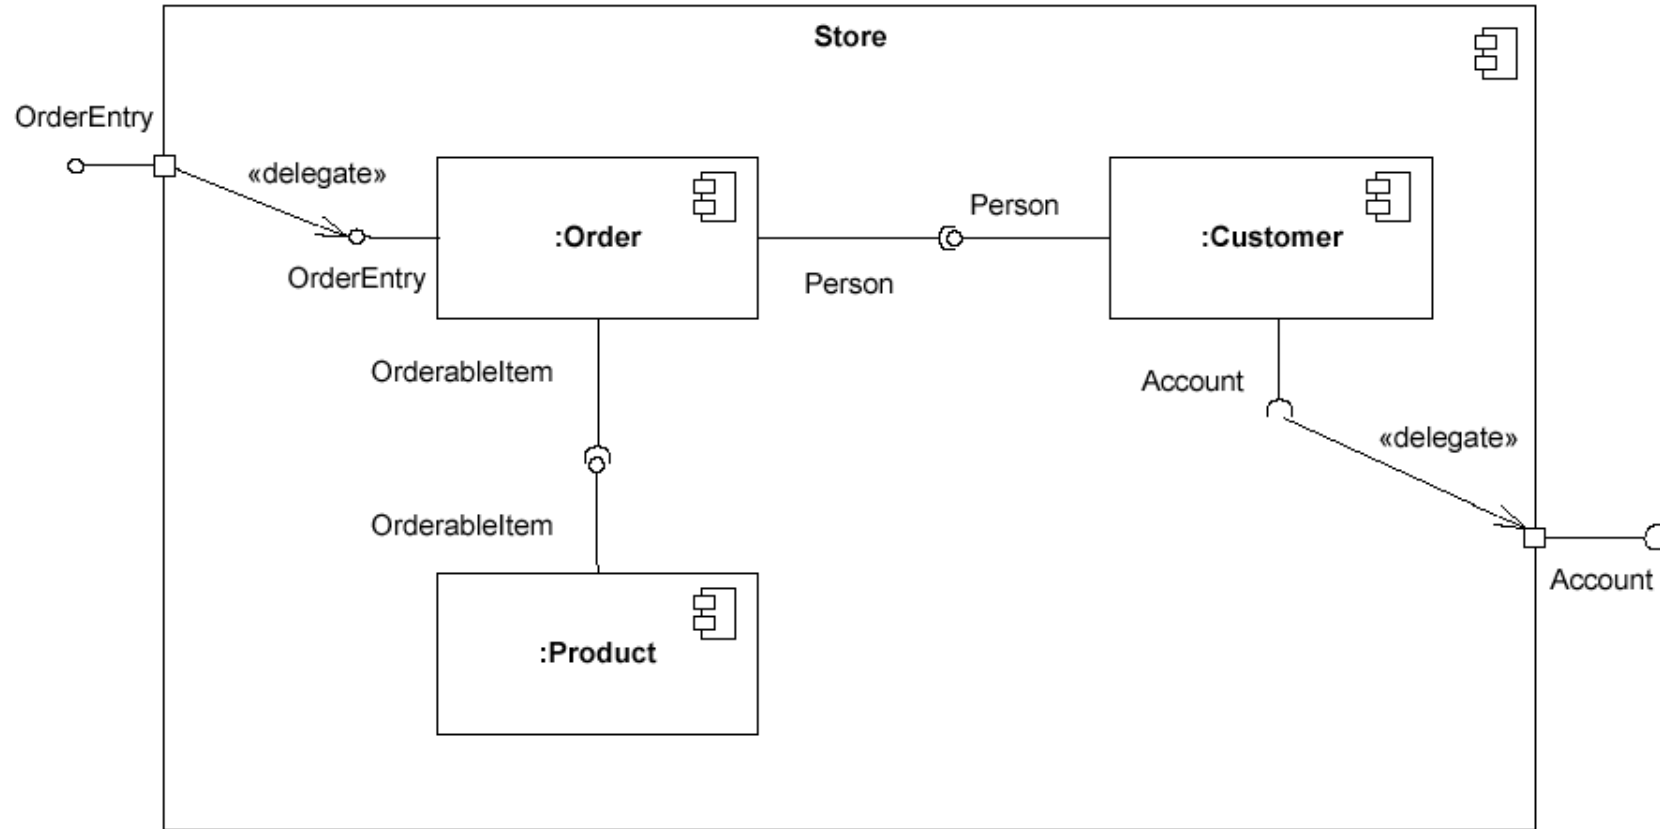 Store
OrderEntry
«delegate»
:Order
OrderEntry
Person
Person
:Customer
OrderableItem
Account
«delegate»
OrderableItem
Account
:Product